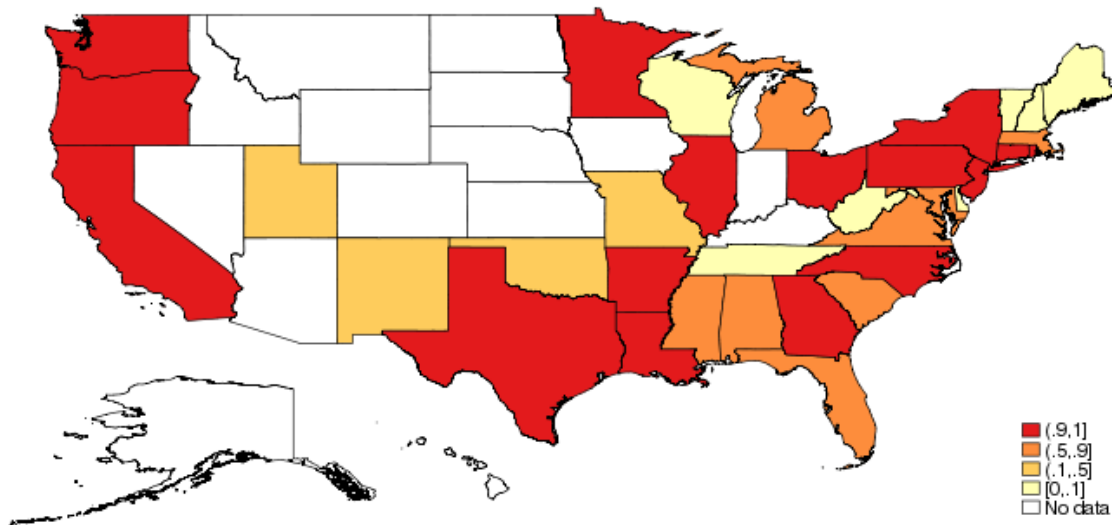 (.9,1]
(.5,.9]
(.1,.5]
[0,.1]
No data